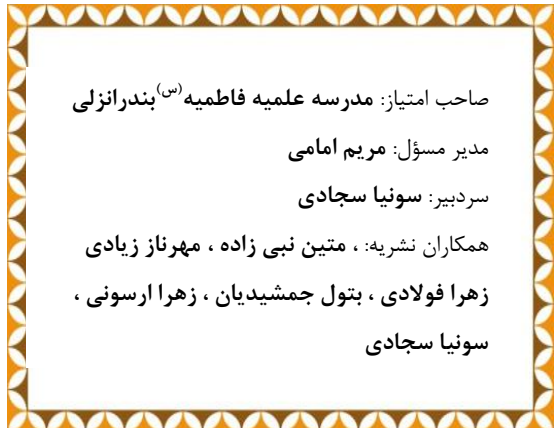 صاحب امتیاز: مدرسه علمیه فاطمیه(س)بندرانزلی
مدیر مسؤل: مریم امامی
سردبیر: سونیا سجادی
همکاران نشریه: ، متین نبی زاده ، مهرناز زیادی
زهرا فولادی ، بتول جمشیدیان ، زهرا ارسونی ،
سونیا سجادی